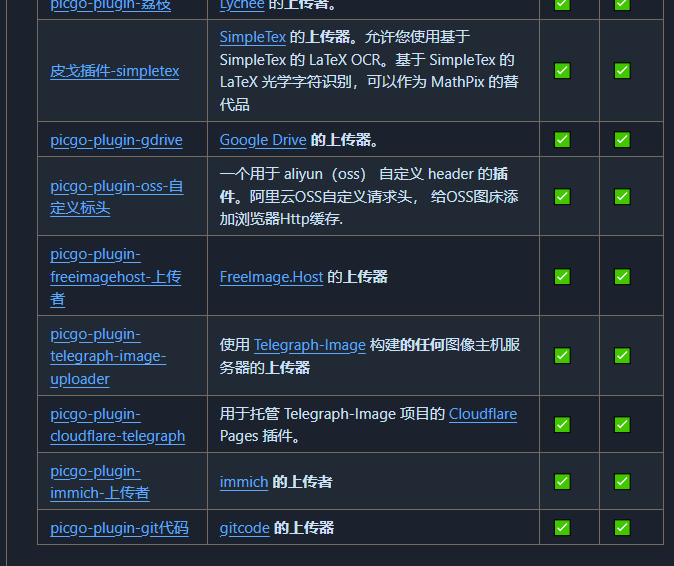 picgo-plugin-荔枝
Lychee 的上传者。
皮戈插件-simpletex
SimpleTex 的上传器。允许您使用基于
SimpleTex 的 LaTeX OCR。基于 SimpleTex 的
LaTeX 光学字符识别，可以作为 MathPix 的替
代品
picgo-plugin-gdrive
Google Drive 的上传器。
picgo-plugin-oss-自
定义标头
一个用于 aliyun（oss） 自定义 header 的插
件。阿里云OSS自定义请求头， 给OSS图床添
加浏览器Http缓存.
picgo-plugin-
freeimagehost-上传
者
FreeImage.Host 的上传器
picgo-plugin-
telegraph-image-
uploader
使用 Telegraph-Image 构建的任何图像主机服
务器的上传器
picgo-plugin-
cloudflare-telegraph
用于托管 Telegraph-Image 项目的 Cloudflare
Pages 插件。
picgo-plugin-
immich-上传者
immich 的上传者
picgo-plugin-git代码
gitcode 的上传器